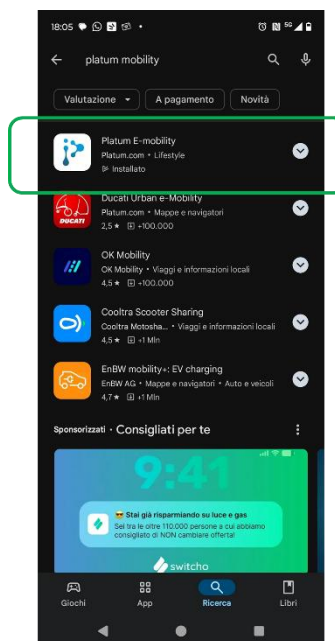 18:05
5G
platum mobility
Valutazione
A pagamento
Novità
Platum E-mobility
Platum.com • Lifestyle
Installato
DUCATI
Ducati Urban e-Mobility
Platum.com • Mappe e navigatori
2,5 ★ +100.000
OK Mobility
OK Mobility • Viaggi e informazioni locali
4,5 ★ +100.000
Cooltra Scooter Sharing
Cooltra Motosha... • Viaggi e informazioni locali
4,5 ★ +1 Mln
EnBW mobility+: EV charging
EnBW AG • Mappe e navigatori • Auto e veicoli
4,7 ★ +1 Mln
Sponsorizzati • Consigliati per te
9:41
Stai già risparmiando su luce e gas
Sei tra le oltre 110.000 persone a cui abbiamo
consigliato di NON cambiare offerta!
switcho
Giochi
App
Ricerca
Libri